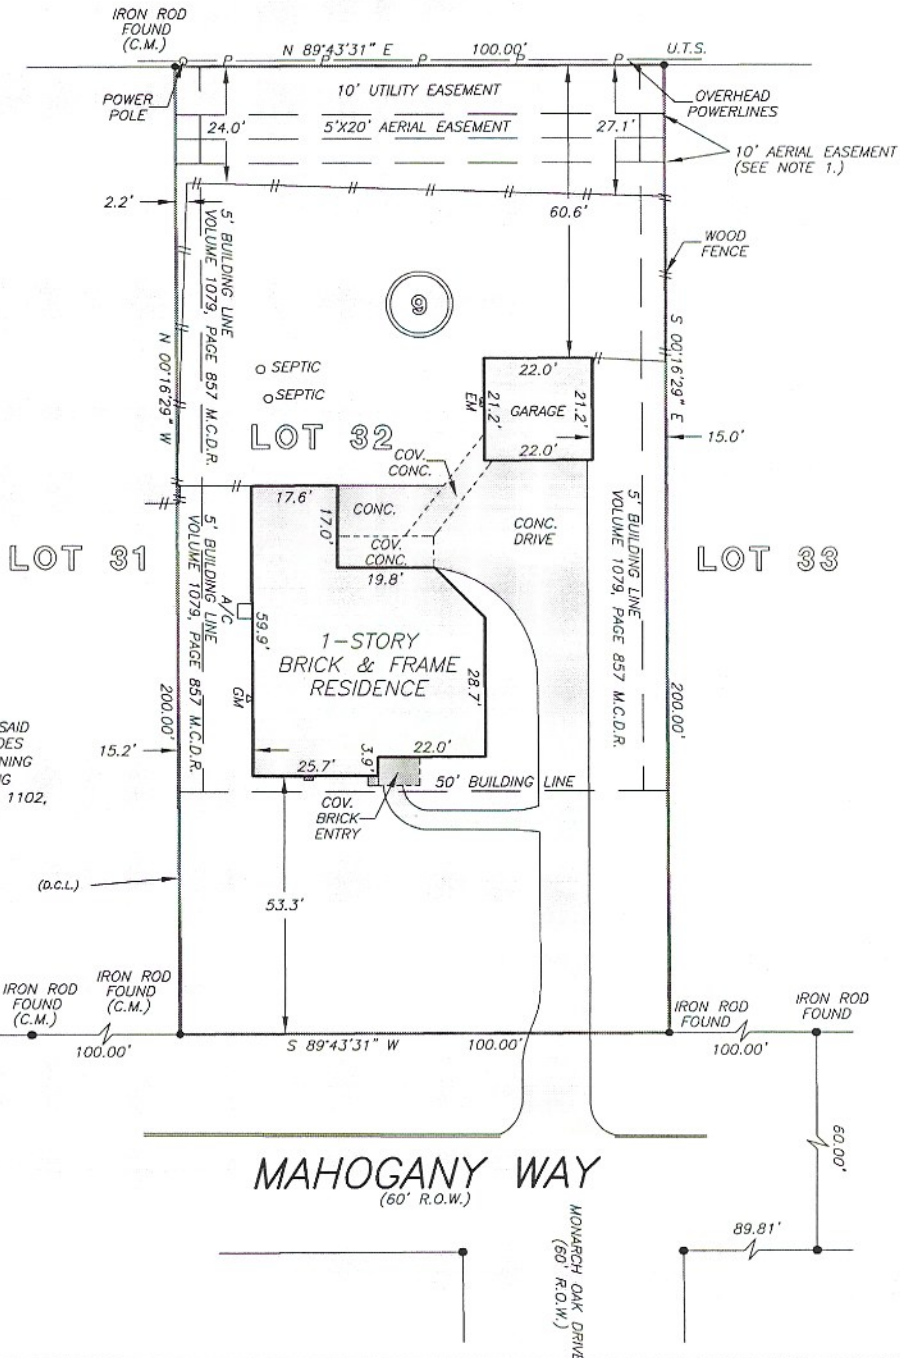 IRON ROD
FOUND
(C.M.)
N 89°43'31" E
100.00'
U.T.S.
P P P P P
POWER
POLE
10' UTILITY EASEMENT
OVERHEAD
POWERLINES
24.0'
5'X20' AERIAL EASEMENT
27.1'
10' AERIAL EASEMENT
(SEE NOTE 1.)
2.2'
60.6'
5' BUILDING LINE
VOLUME 1079, PAGE 857 M.C.D.R.
WOOD
FENCE
9
N 00°16'29" W
S 00°16'29" E
SEPTIC
SEPTIC
22.0'
EM
21.2'
GARAGE
21.2'
22.0'
15.0'
LOT 32
COV.
CONC.
17.6'
17.0'
CONC.
COV.
CONC.
19.8'
CONC.
DRIVE
5' BUILDING LINE
VOLUME 1079, PAGE 857 M.C.D.R.
5' BUILDING LINE
VOLUME 1079, PAGE 857 M.C.D.R.
LOT 31
LOT 33
A/C
59.9'
1-STORY
BRICK & FRAME
RESIDENCE
28.7'
GM
200.00'
200.00'
SAID
DES
NING
NG
1102,
15.2'
25.7'
3.9'
22.0'
50' BUILDING LINE
COV.
BRICK
ENTRY
(D.C.L.)
53.3'
IRON ROD
FOUND
(C.M.)
IRON ROD
FOUND
(C.M.)
IRON ROD
FOUND
IRON ROD
FOUND
100.00'
S 89°43'31" W
100.00'
100.00'
60.00'
MAHOGANY WAY
(60' R.O.W.)
89.81'
MONARCH OAK DRIVE
(60' R.O.W.)